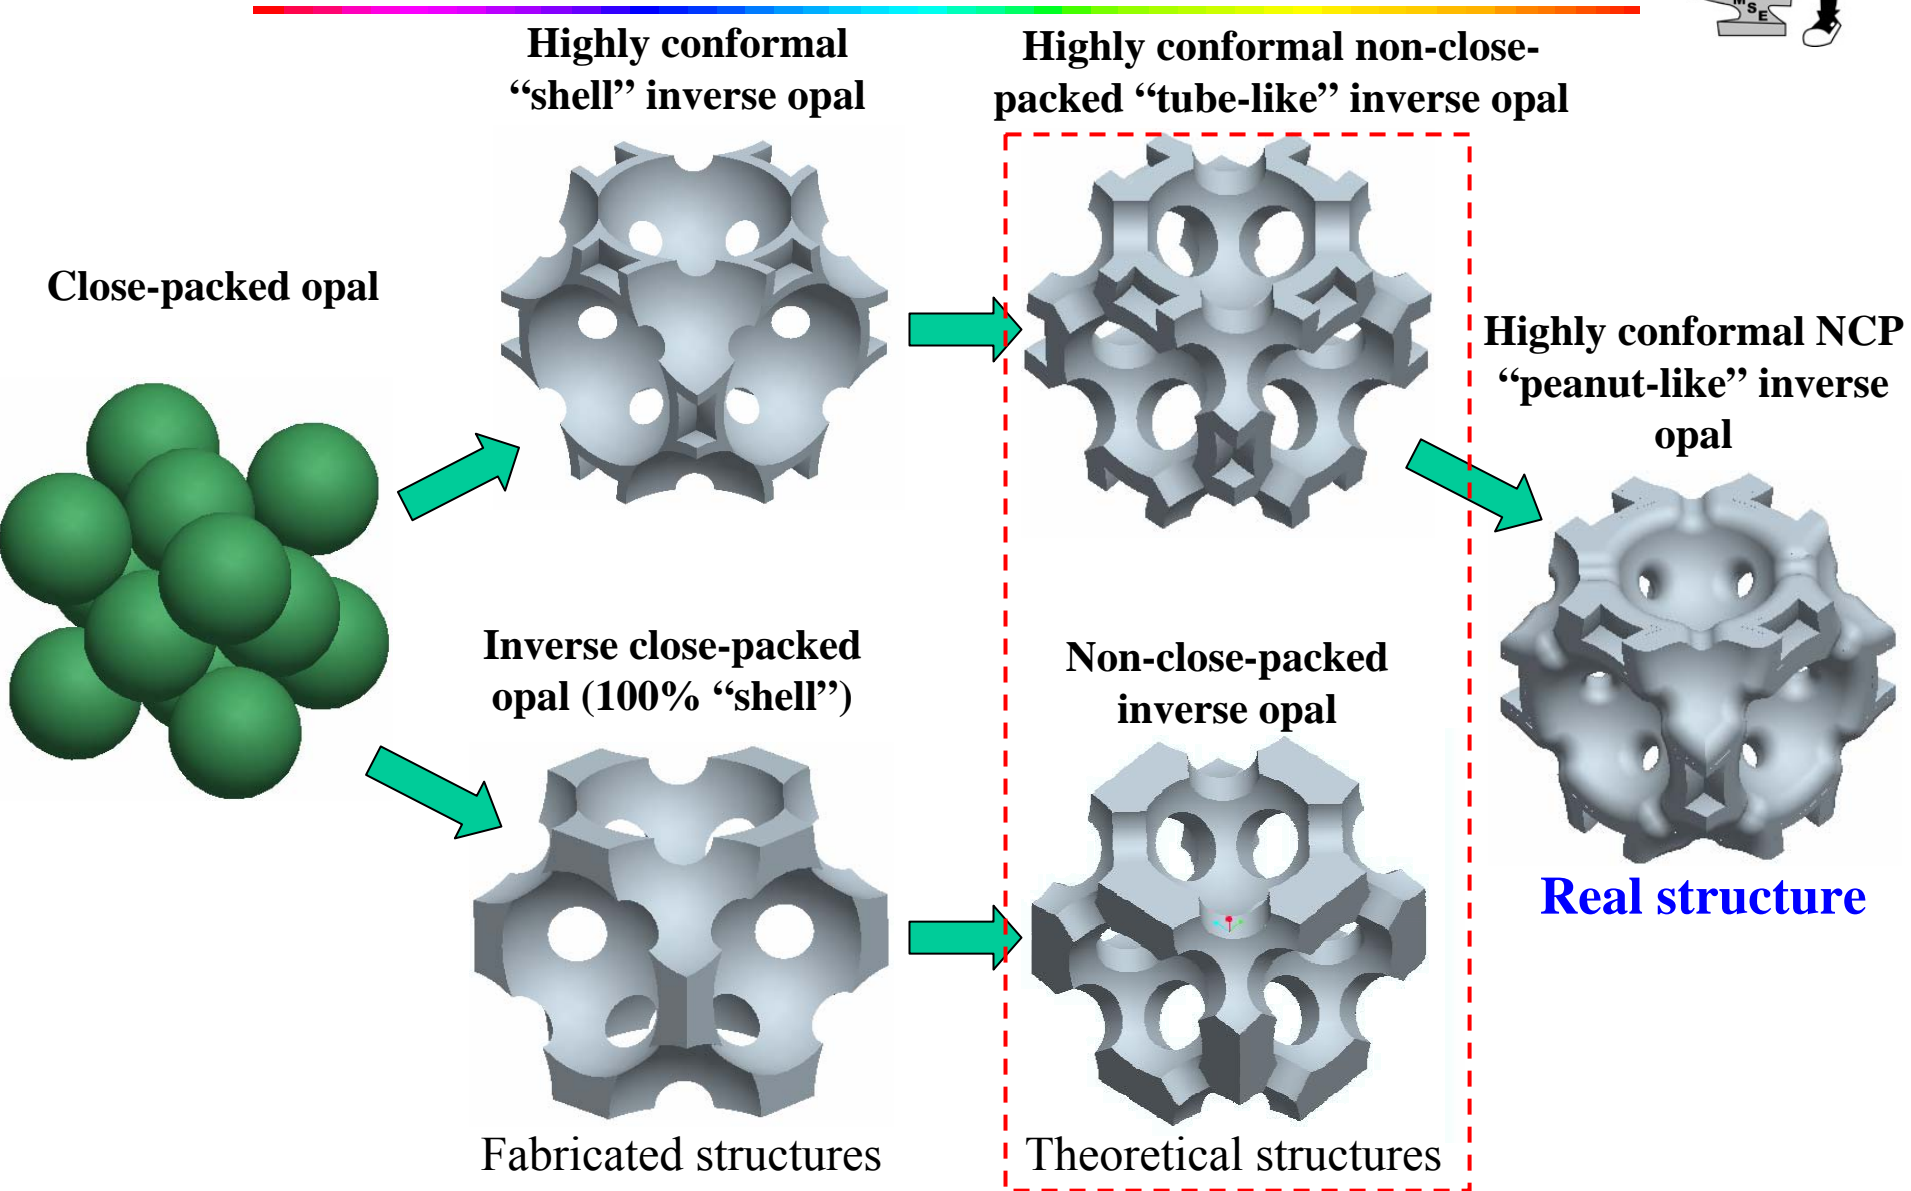 MSE
Highly conformal
“shell” inverse opal
Highly conformal non-close-
packed “tube-like” inverse opal
Close-packed opal
Highly conformal NCP
“peanut-like” inverse
opal
Inverse close-packed
opal (100% “shell”)
Non-close-packed
inverse opal
Real structure
Fabricated structures
Theoretical structures